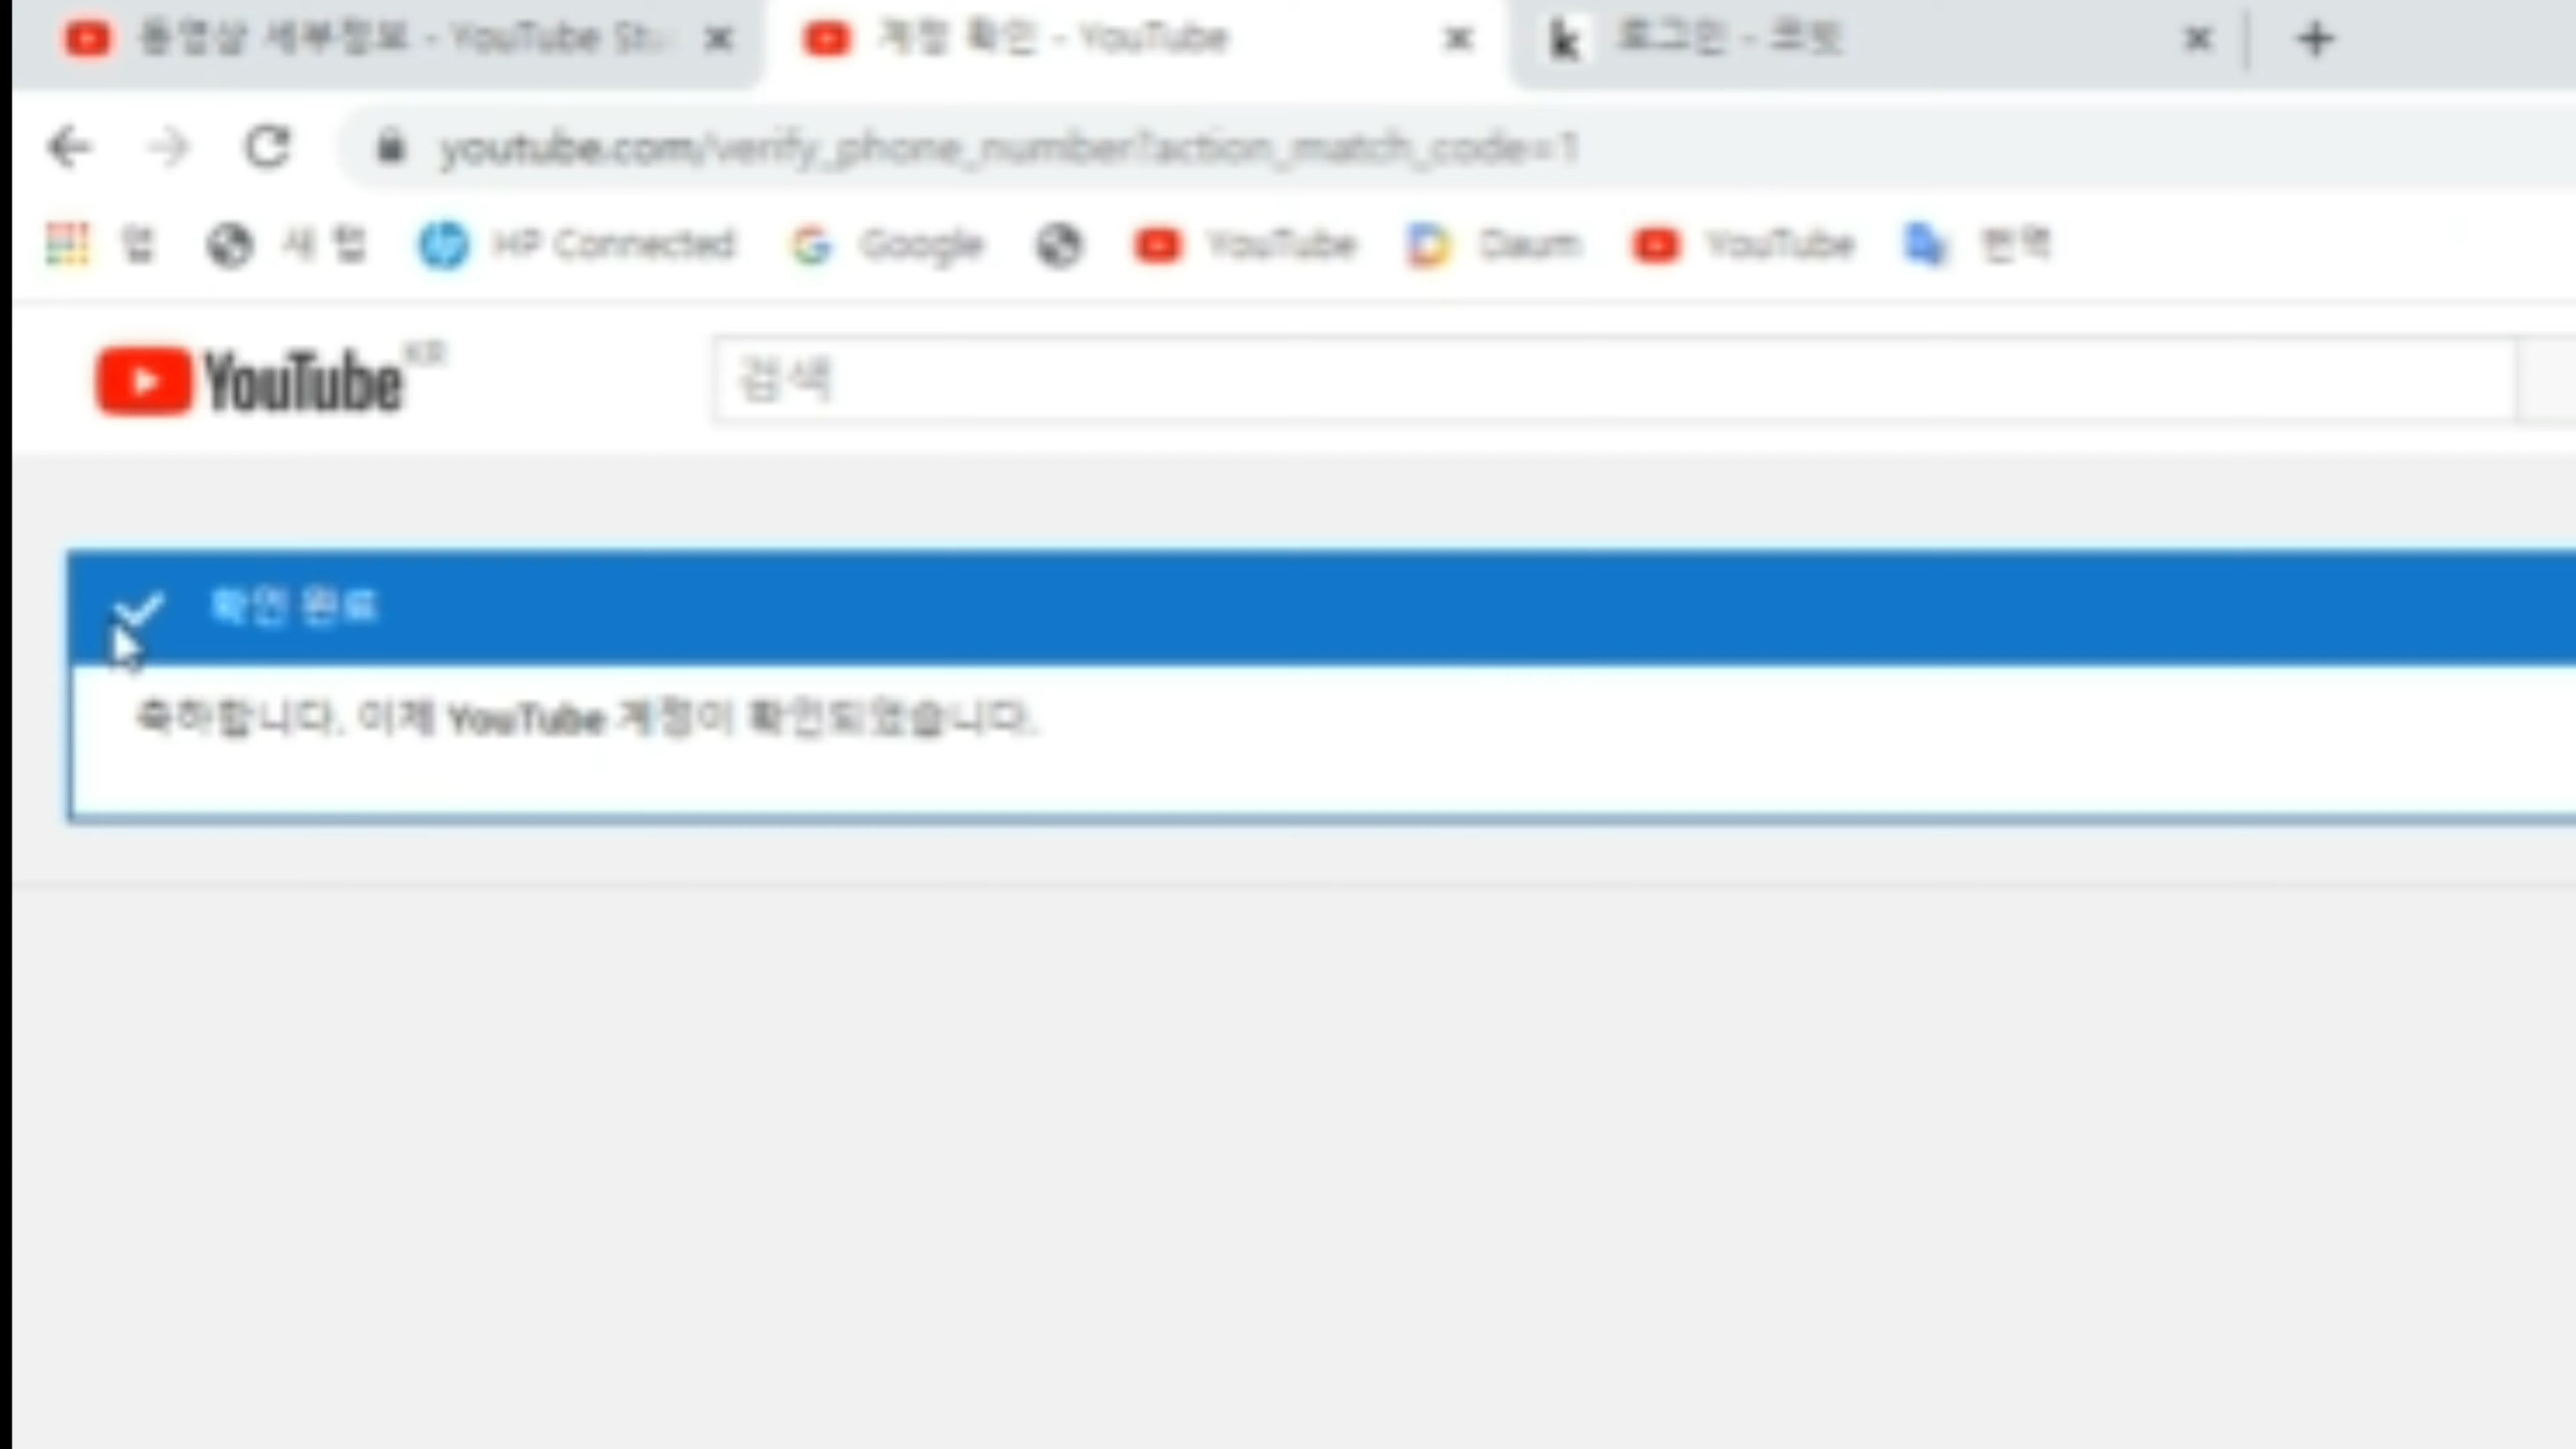 동영상 세부정보 - YouTube Stu
계정 확인 - YouTube
로그인 - 코빗
youtube.com/verify_phone_number?action_match_code=1
앱
새 탭
HP Connected
Google
YouTube
Daum
YouTube
번역
YouTube KR
검색
확인 완료
축하합니다. 이제 YouTube 계정이 확인되었습니다.